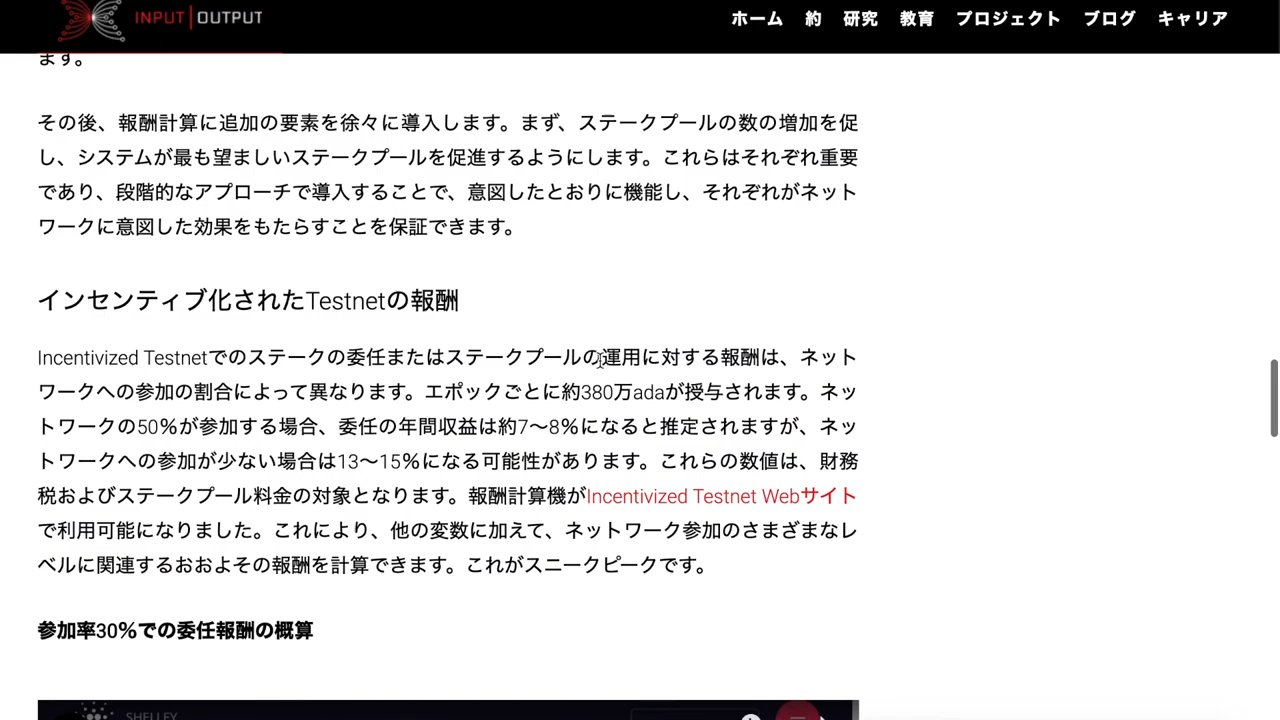 INPUT|OUTPUT
ホーム 約 研究 教育 プロジェクト ブログ キャリア
ます。
その後、報酬計算に追加の要素を徐々に導入します。まず、ステークプールの数の増加を促
し、システムが最も望ましいステークプールを促進するようにします。これらはそれぞれ重要
であり、段階的なアプローチで導入することで、意図したとおりに機能し、それぞれがネット
ワークに意図した効果をもたらすことを保証できます。
インセンティブ化されたTestnetの報酬
Incentivized Testnetでのステークの委任またはステークプールの運用に対する報酬は、ネット
ワークへの参加の割合によって異なります。エポックごとに約380万adaが授与されます。ネッ
トワークの50%が参加する場合、委任の年間収益は約7〜8%になると推定されますが、ネッ
トワークへの参加が少ない場合は13〜15%になる可能性があります。これらの数値は、財務
税およびステークプール料金の対象となります。報酬計算機がIncentivized Testnet Webサイト
で利用可能になりました。これにより、他の変数に加えて、ネットワーク参加のさまざまなレ
ベルに関連するおおよその報酬を計算できます。これがスニークピークです。
参加率30%での委任報酬の概算
SHELLEY